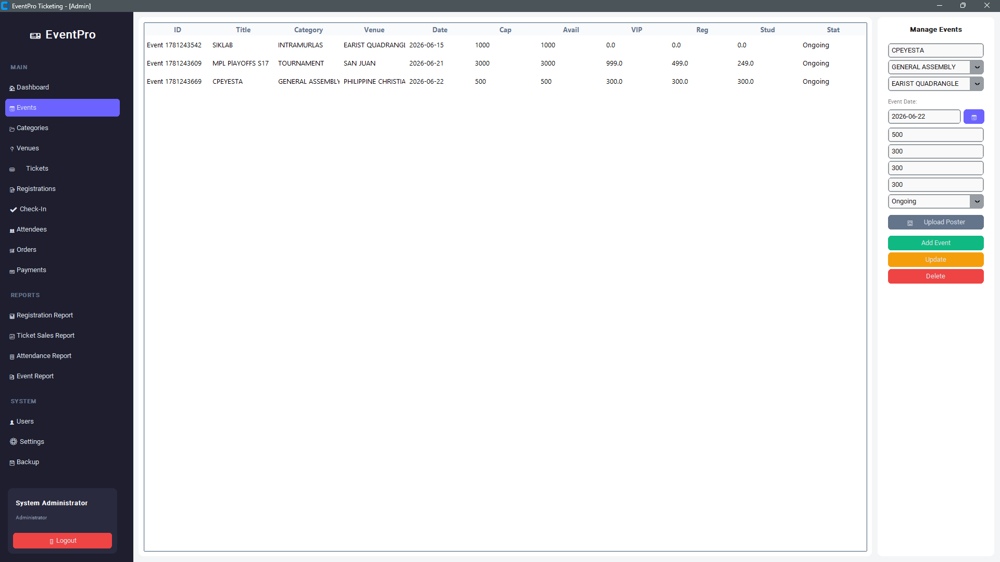 EventPro Ticketing - [Admin]
EventPro
MAIN
Dashboard
Events
Categories
Venues
Tickets
Registrations
Check-In
Attendees
Orders
Payments
REPORTS
Registration Report
Ticket Sales Report
Attendance Report
Event Report
SYSTEM
Users
Settings
Backup
System Administrator
Administrator
Logout
ID Title Category Venue Date Cap Avail VIP Reg Stud Stat
Event 1781243542 SIKLAB INTRAMURLAS EARIST QUADRANGL 2026-06-15 1000 1000 0.0 0.0 0.0 Ongoing
Event 1781243609 MPL PlAYOFFS S17 TOURNAMENT SAN JUAN 2026-06-21 3000 3000 999.0 499.0 249.0 Ongoing
Event 1781243669 CPEYESTA GENERAL ASSEMBLY PHILIPPINE CHRISTIA 2026-06-22 500 500 300.0 300.0 300.0 Ongoing
Manage Events
CPEYESTA
GENERAL ASSEMBLY
EARIST QUADRANGLE
Event Date:
2026-06-22
500
300
300
300
Ongoing
Upload Poster
Add Event
Update
Delete